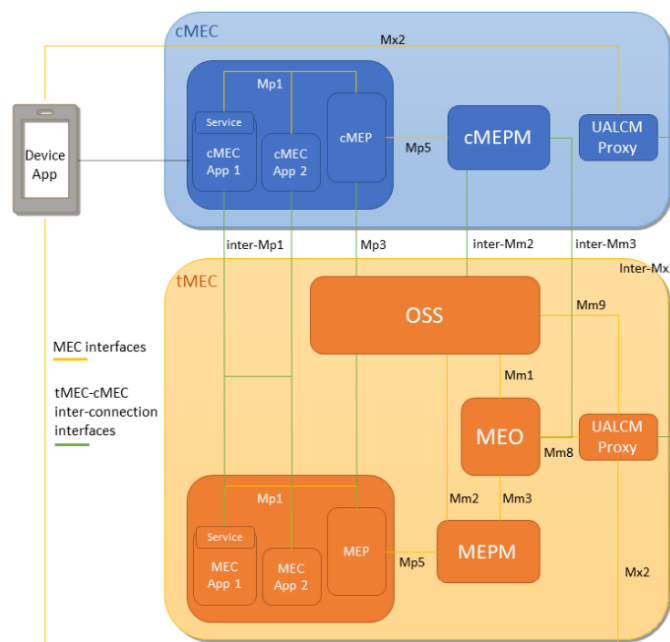 cMEC
Mx2
Mp1
Service
cMEC
App 1
cMEC
App 2
cMEP
Mp5
cMEPM
UALCM
Proxy
Device
App
inter-Mp1
Mp3
inter-Mm2
inter-Mm3
Inter-Mx2
tMEC
OSS
Mm9
MEC interfaces
tMEC-cMEC
inter-connection
interfaces
Mm1
MEO
Mm8
UALCM
Proxy
Mp1
Mm2
Mm3
Service
MEC
App 1
MEC
App 2
MEP
Mp5
MEPM
Mx2